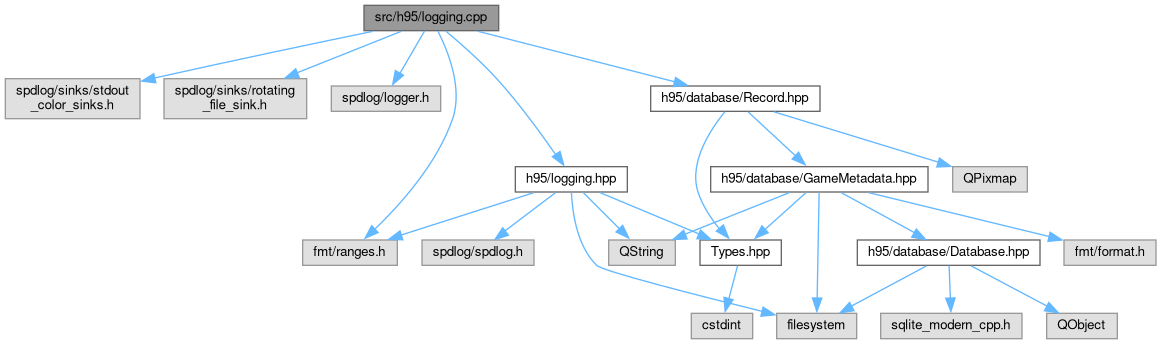 src/h95/logging.cpp
spdlog/sinks/stdout
_color_sinks.h
spdlog/sinks/rotating
_file_sink.h
spdlog/logger.h
h95/database/Record.hpp
h95/logging.hpp
h95/database/GameMetadata.hpp
QPixmap
fmt/ranges.h
spdlog/spdlog.h
QString
Types.hpp
h95/database/Database.hpp
fmt/format.h
cstdint
filesystem
sqlite_modern_cpp.h
QObject